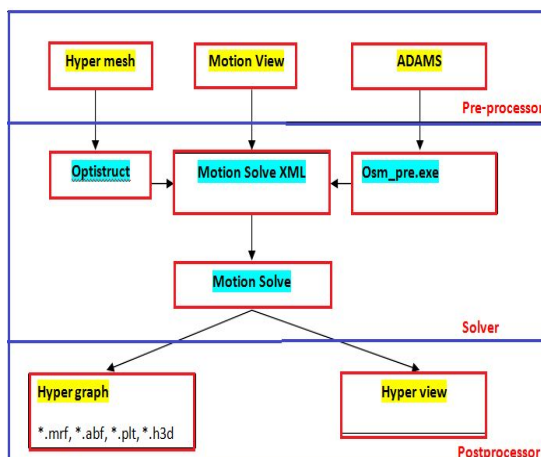 Hyper mesh
Motion View
ADAMS
Pre-processor
Optistruct
Motion Solve XML
Osm_pre.exe
Motion Solve
Solver
Hyper graph
*.mrf, *.abf, *.plt, *.h3d
Hyper view
Postprocessor